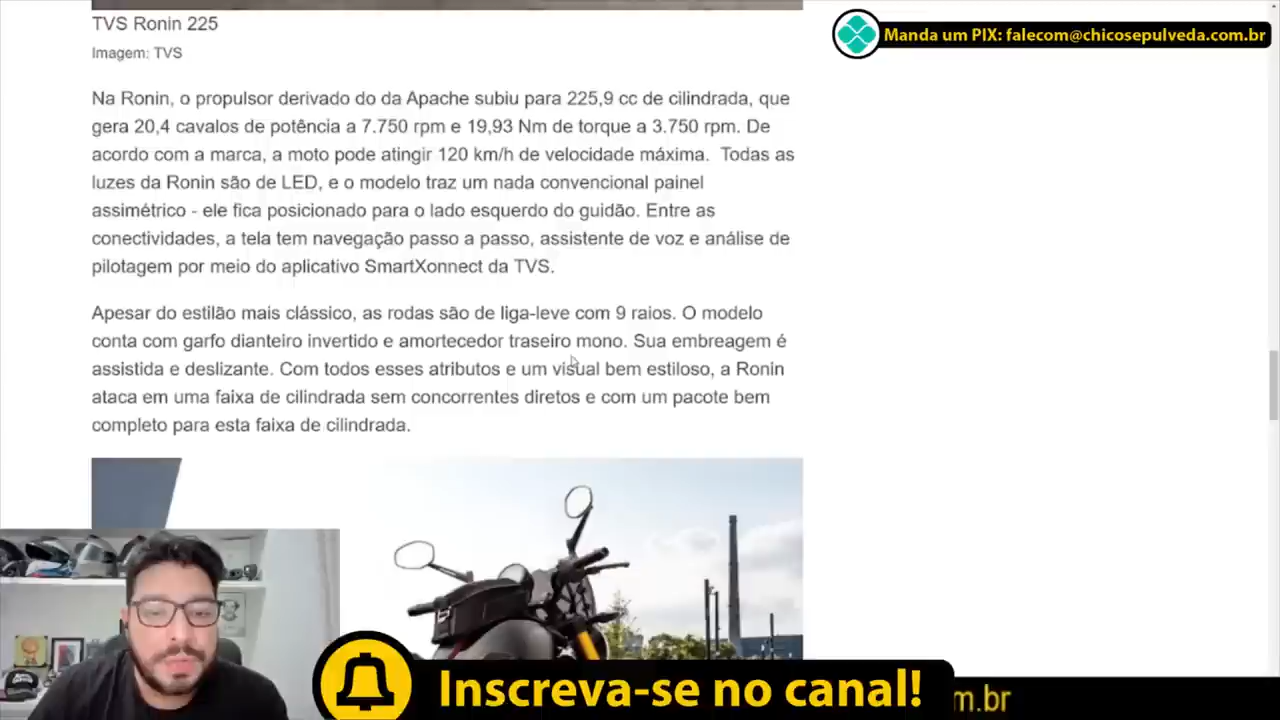 TVS Ronin 225
Manda um PIX: falecom@chicosepulveda.com.br
Imagem: TVS
Na Ronin, o propulsor derivado do da Apache subiu para 225,9 cc de cilindrada, que
gera 20,4 cavalos de potência a 7.750 rpm e 19,93 Nm de torque a 3.750 rpm. De
acordo com a marca, a moto pode atingir 120 km/h de velocidade máxima. Todas as
luzes da Ronin são de LED, e o modelo traz um nada convencional painel
assimétrico - ele fica posicionado para o lado esquerdo do guidão. Entre as
conectividades, a tela tem navegação passo a passo, assistente de voz e análise de
pilotagem por meio do aplicativo SmartXonnect da TVS.
Apesar do estilão mais clássico, as rodas são de liga-leve com 9 raios. O modelo
conta com garfo dianteiro invertido e amortecedor traseiro mono. Sua embreagem é
assistida e deslizante. Com todos esses atributos e um visual bem estiloso, a Ronin
ataca em uma faixa de cilindrada sem concorrentes diretos e com um pacote bem
completo para esta faixa de cilindrada.
Inscreva-se no canal!
m.br